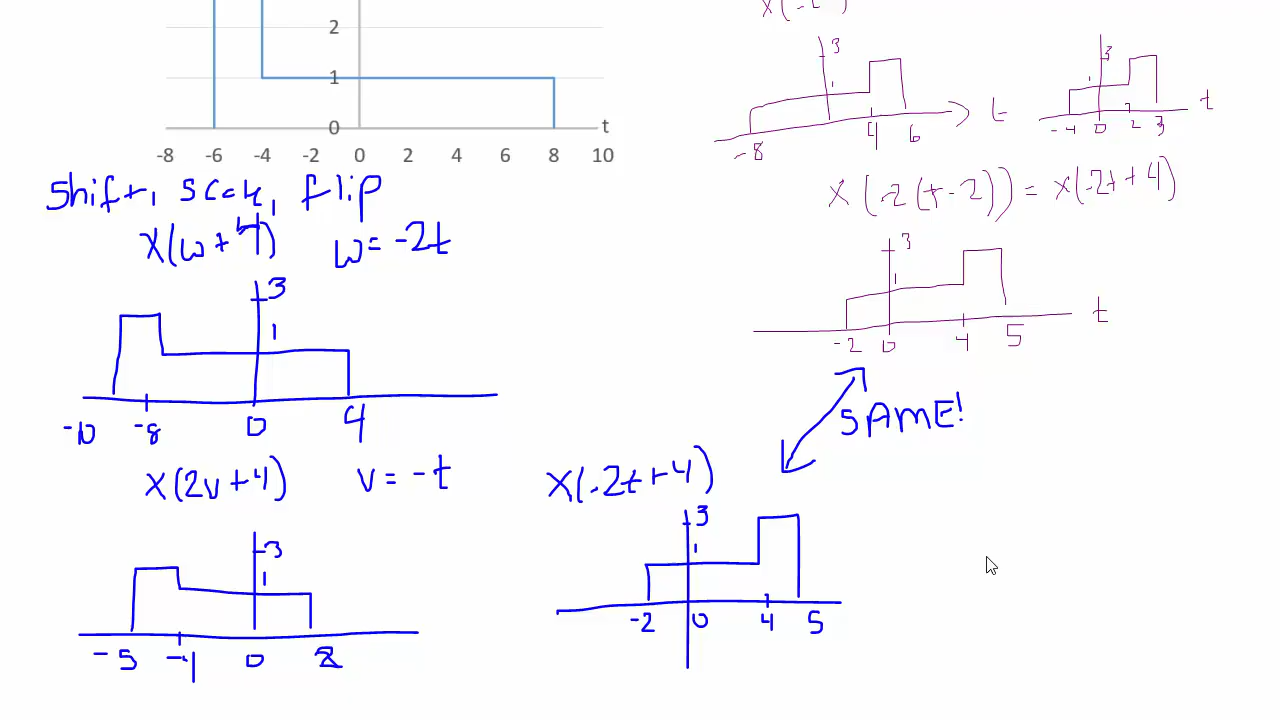 2
1
0
t
-8 -6 -4 -2 0 2 4 6 8 10
Shift, scale, flip
x(w+4) w=-2t
3
1
-10 -8 0 4
x(2v+4) v=-t
3
1
-5 -4 0 2
3
1
-8 4 6 t
3
1
-4 0 2 3 t
x(-2(t-2))=x(-2t+4)
3
1
-2 0 4 5 t
SAME!
x(-2t+4)
3
1
-2 0 4 5